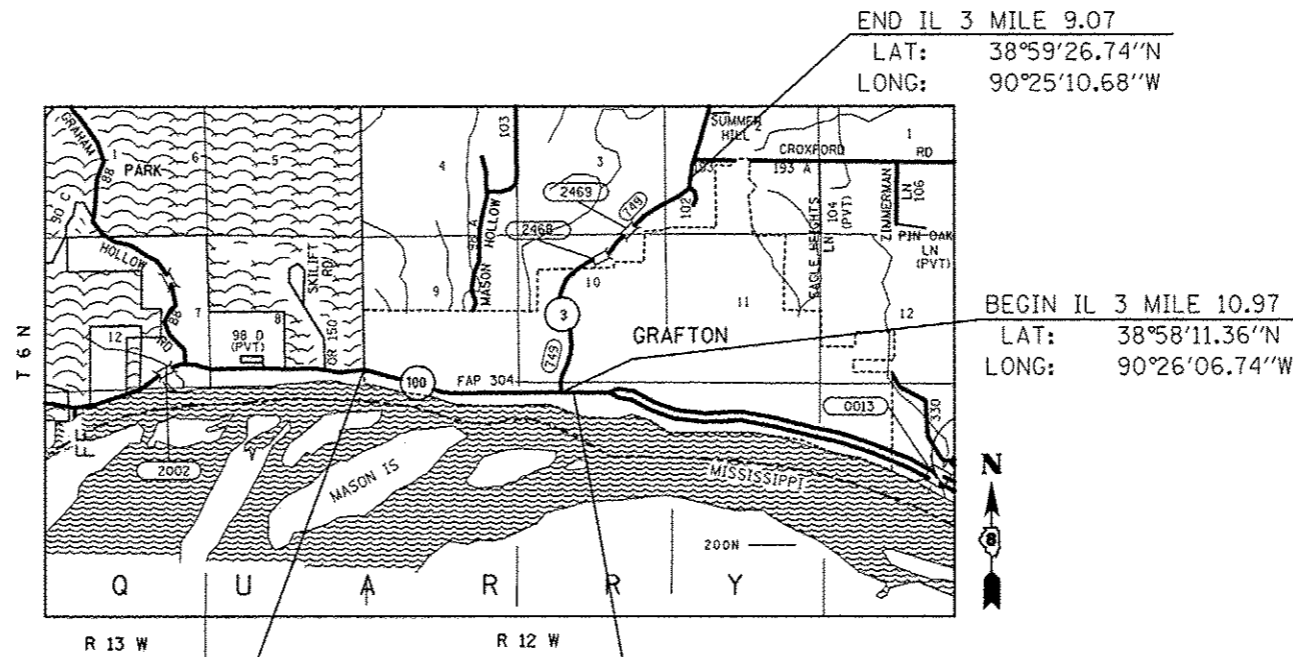 END IL 3 MILE 9.07
LAT: 38°59'26.74"N
LONG: 90°25'10.68"W
GRAHAM
PARK
1
6
5
4
103
3
SUMMER
HILL
2
CROXFORD
RD
1
88
90 C
193
193 A
2469
749
2468
102
98 A
MASON
HOLLOW
EAGLE HEIGHTS
LN 104
(PVT)
ZIMMERMAN
LN
106
PIN OAK
LN
(PVT)
HOLLOW
88
RD
7
SKILIFT
RD
8
9
10
11
12
12
3
GRAFTON
BEGIN IL 3 MILE 10.97
LAT: 38°58'11.36"N
LONG: 90°26'06.74"W
T 6 N
98 D
(PVT)
QR 150
749
100
FAP 304
0013
330
2002
MASON IS
MISSISSIPPI
N
8
200N
Q U A R R Y
R 13 W
R 12 W